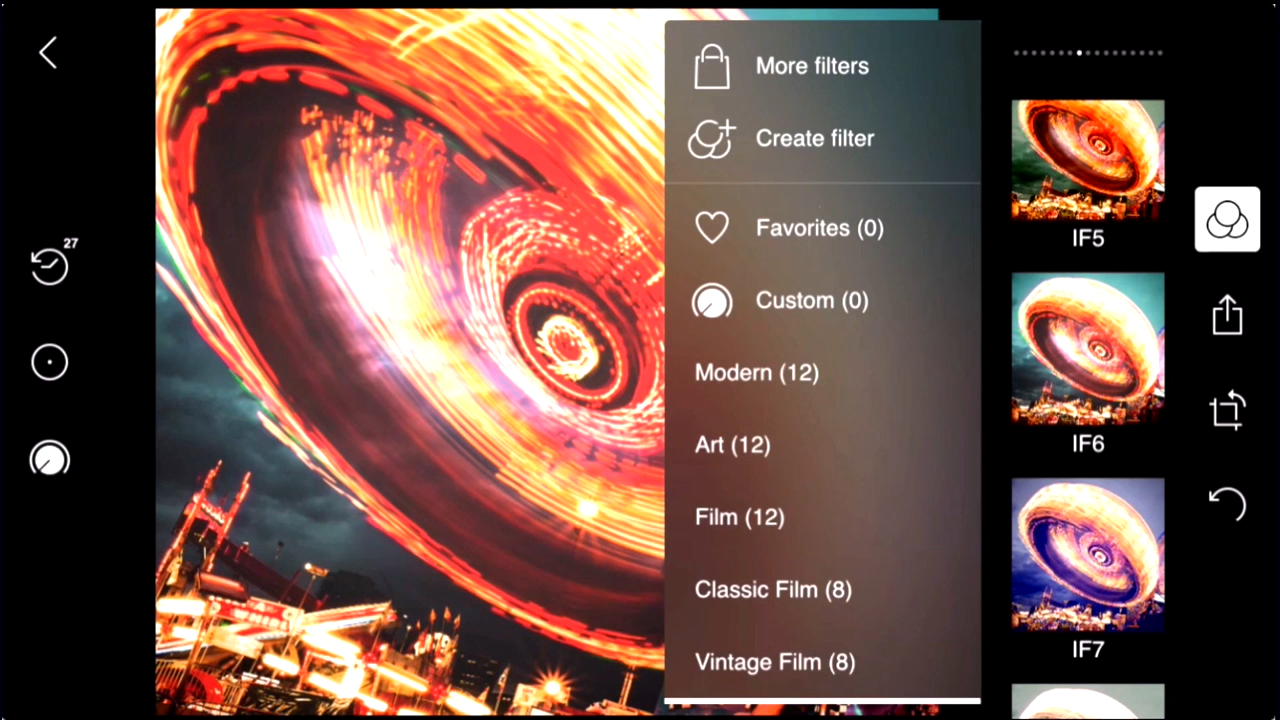 More filters
Create filter
Favorites (0)
Custom (0)
Modern (12)
Art (12)
Film (12)
Classic Film (8)
Vintage Film (8)
27
IF5
IF6
IF7